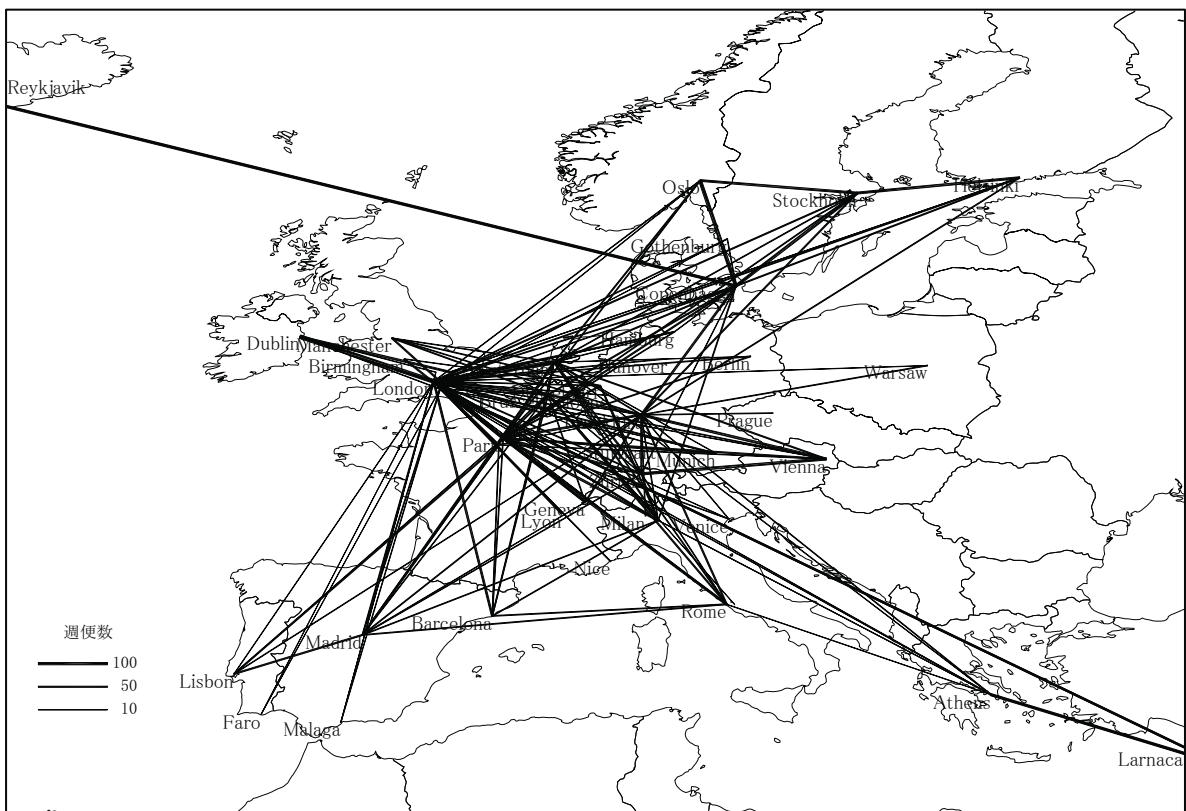 Reykjavik
Oslo
Helsinki
Stockholm
Gothenburg
Hamburg
Dublin
Manchester
Birmingham
Hanover
Berlin
Warsaw
London
Prague
Paris
Munich
Vienna
Geneva
Lyon
Milan
Venice
Nice
Rome
Barcelona
Madrid
週便数
100
50
10
Lisbon
Faro
Malaga
Athens
Larnaca